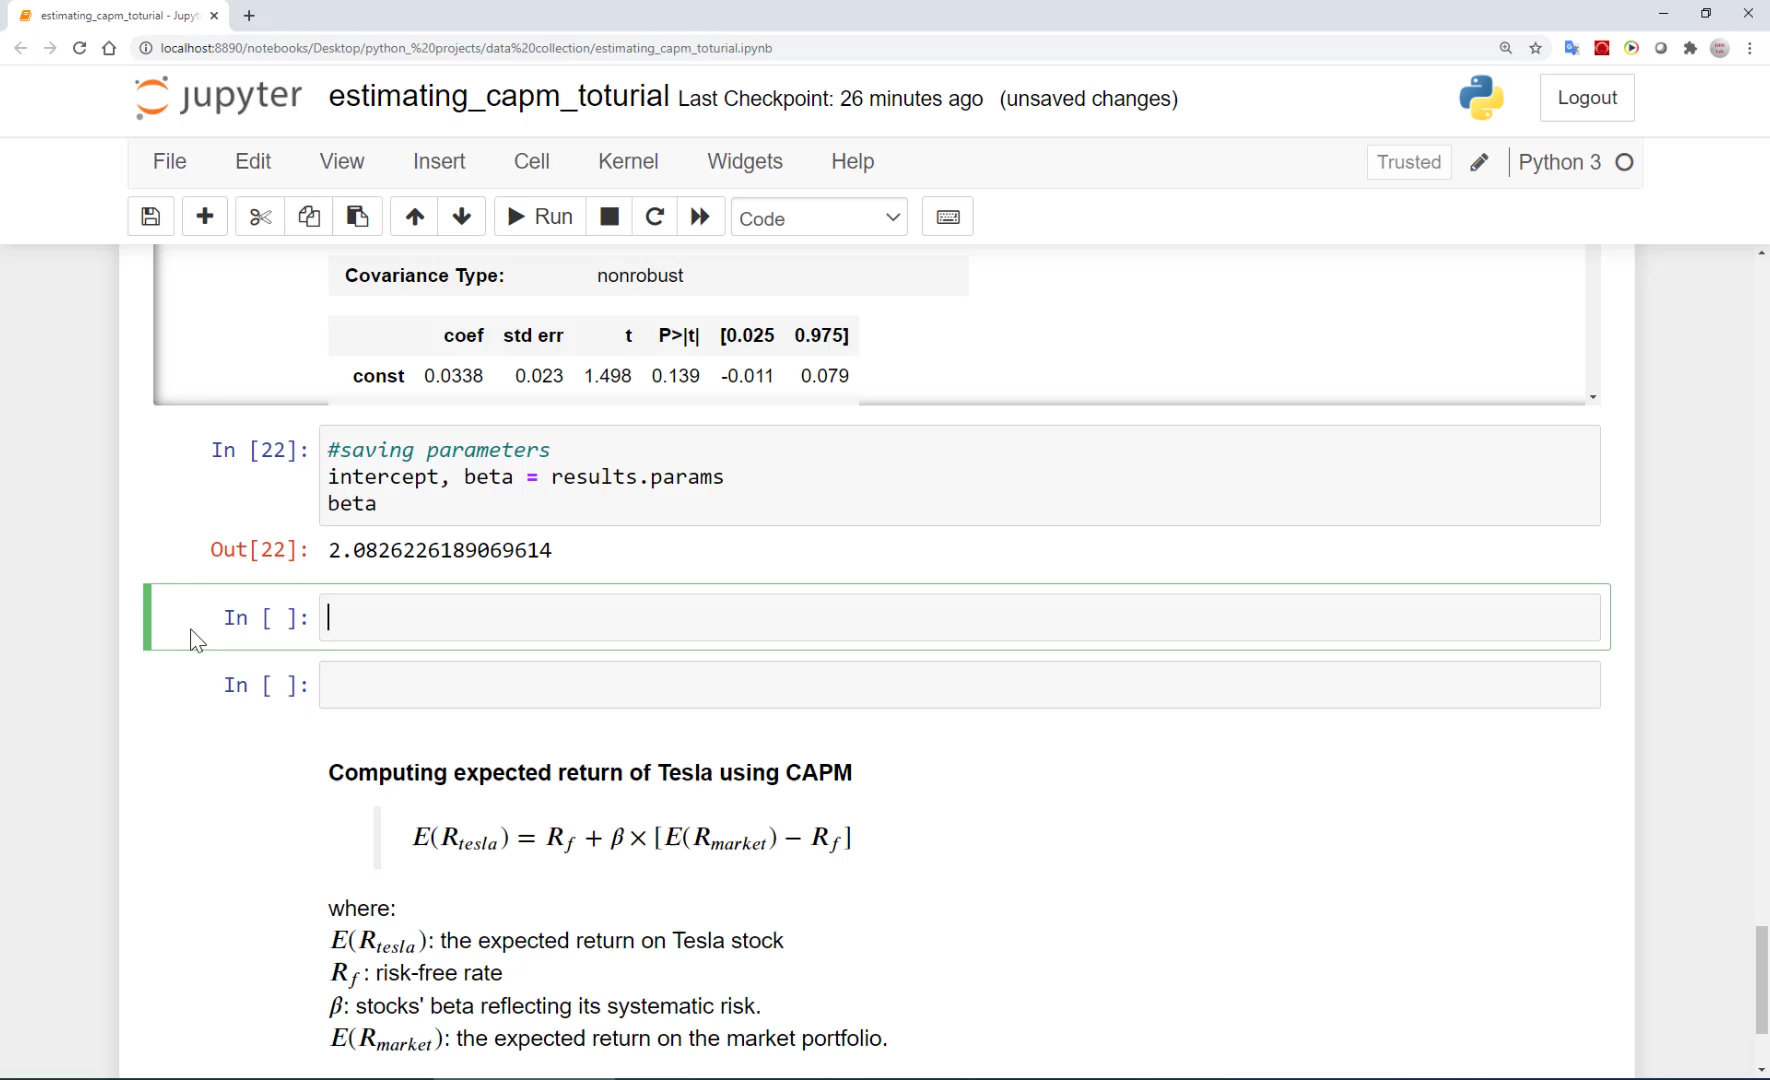 estimating_capm_toturial - Jupyt
localhost:8890/notebooks/Desktop/python_%20projects/data%20collection/estimating_capm_toturial.ipynb
jupyter estimating_capm_toturial Last Checkpoint: 26 minutes ago (unsaved changes)
Logout
File Edit View Insert Cell Kernel Widgets Help
Trusted Python 3
Run Code
Covariance Type: nonrobust
coef std err t P>|t| [0.025 0.975]
const 0.0338 0.023 1.498 0.139 -0.011 0.079
In [22]: #saving parameters
intercept, beta = results.params
beta
Out[22]: 2.0826226189069614
In [ ]:
In [ ]:
Computing expected return of Tesla using CAPM
E(R_tesla) = R_f + β × [E(R_market) − R_f]
where:
E(R_tesla): the expected return on Tesla stock
R_f: risk-free rate
β: stocks' beta reflecting its systematic risk.
E(R_market): the expected return on the market portfolio.